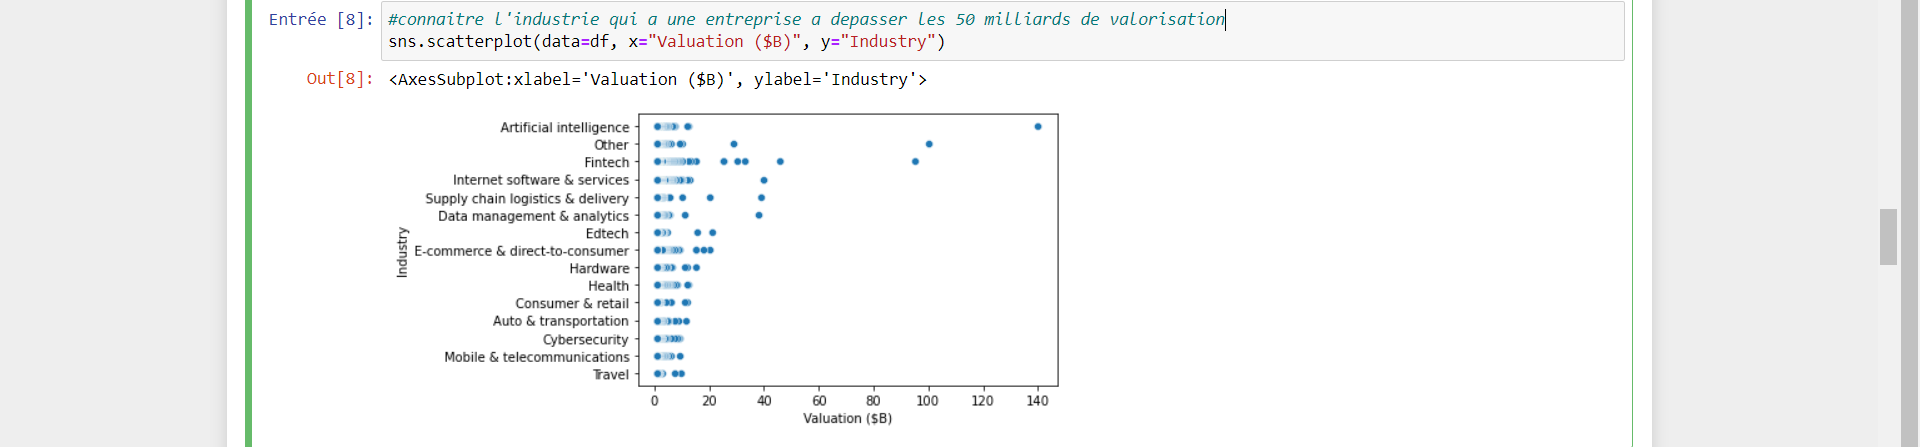 Entrée [8]: #connaitre l'industrie qui a une entreprise a depasser les 50 milliards de valorisation
sns.scatterplot(data=df, x="Valuation ($B)", y="Industry")
Out[8]: <AxesSubplot:xlabel='Valuation ($B)', ylabel='Industry'>
Artificial intelligence
Other
Fintech
Internet software & services
Supply chain logistics & delivery
Data management & analytics
Edtech
E-commerce & direct-to-consumer
Hardware
Health
Consumer & retail
Auto & transportation
Cybersecurity
Mobile & telecommunications
Travel
Industry
0 20 40 60 80 100 120 140
Valuation ($B)